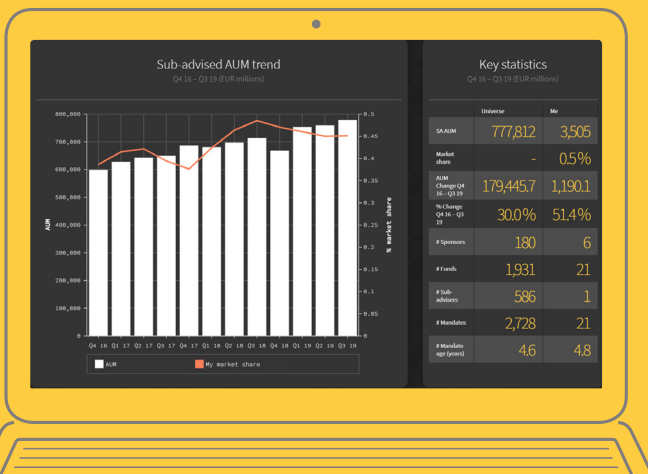 Sub-advised AUM trend
Q4 16 – Q3 19 (EUR millions)
800,000
700,000
600,000
500,000
400,000
300,000
200,000
100,000
0
AUM
0.5
0.45
0.4
0.35
0.3
0.25
0.2
0.15
0.1
0.05
0
% market share
Q4 16 Q1 17 Q2 17 Q3 17 Q4 17 Q1 18 Q2 18 Q3 18 Q4 18 Q1 19 Q2 19 Q3 19
AUM My market share
Key statistics
Q4 16 – Q3 19 (EUR millions)
Universe Me
SA AUM 777,812 3,505
Market
share - 0.5%
AUM
Change Q4 179,445.7 1,190.1
16 – Q3 19
% Change
Q4 16 – Q3 30.0% 51.4%
19
# Sponsors 180 6
# Funds 1,931 21
# Sub-
advisers 586 1
# Mandates 2,728 21
# Mandate
age (years) 4.6 4.8